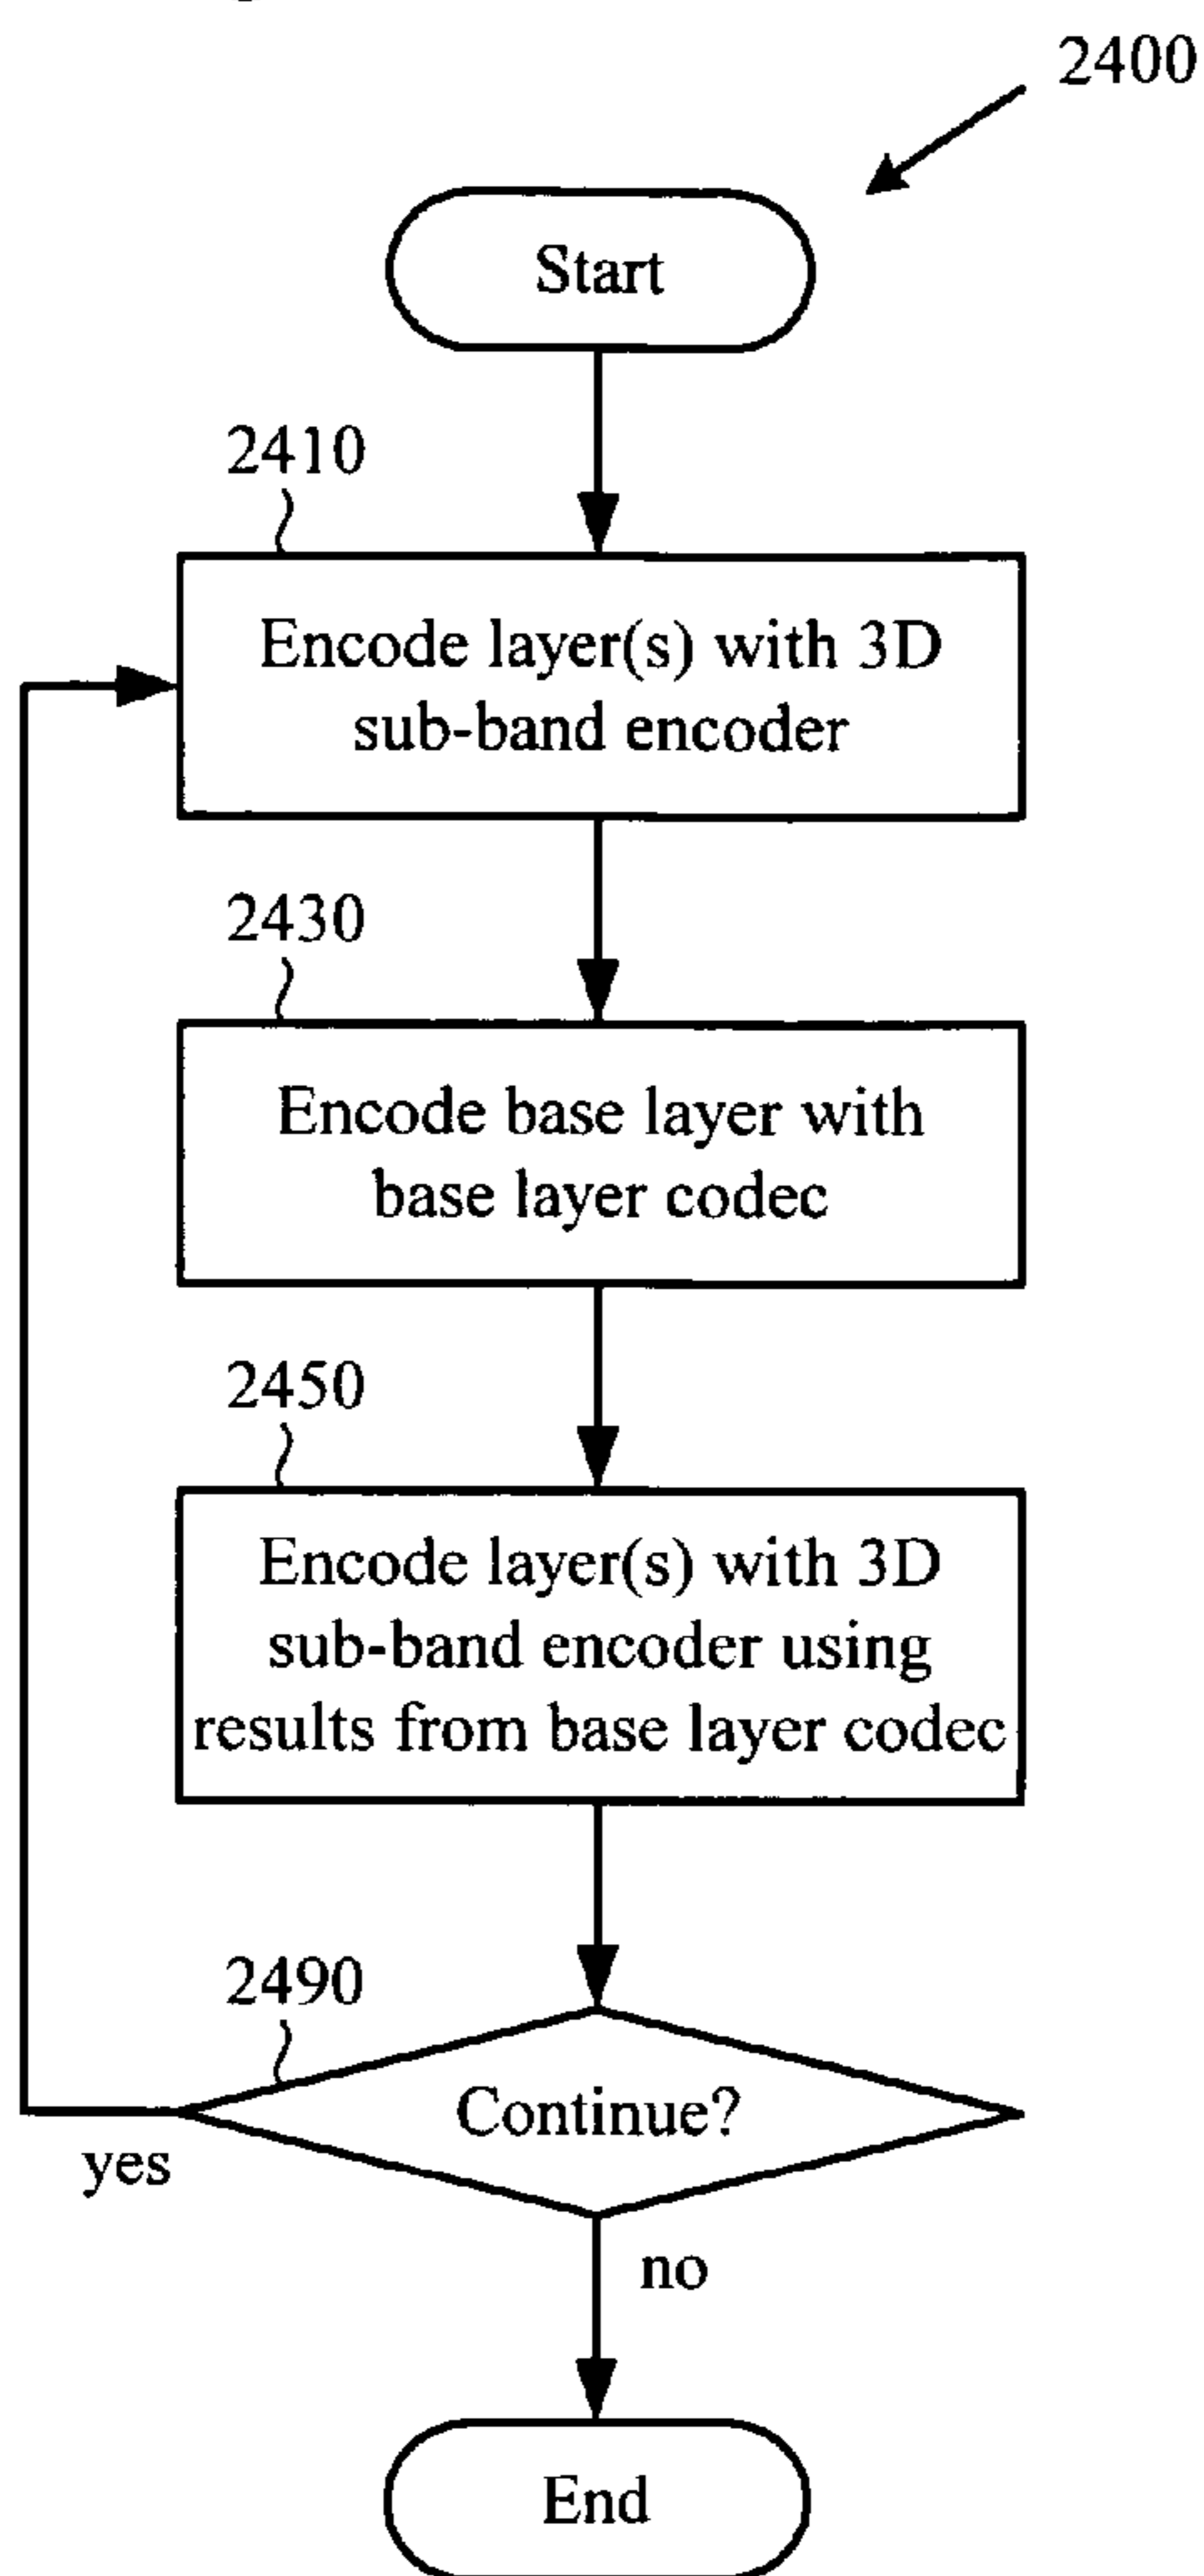 2400
Start
2410
Encode layer(s) with 3D
sub-band encoder
2430
Encode base layer with
base layer codec
2450
Encode layer(s) with 3D
sub-band encoder using
results from base layer codec
2490
Continue?
yes
no
End